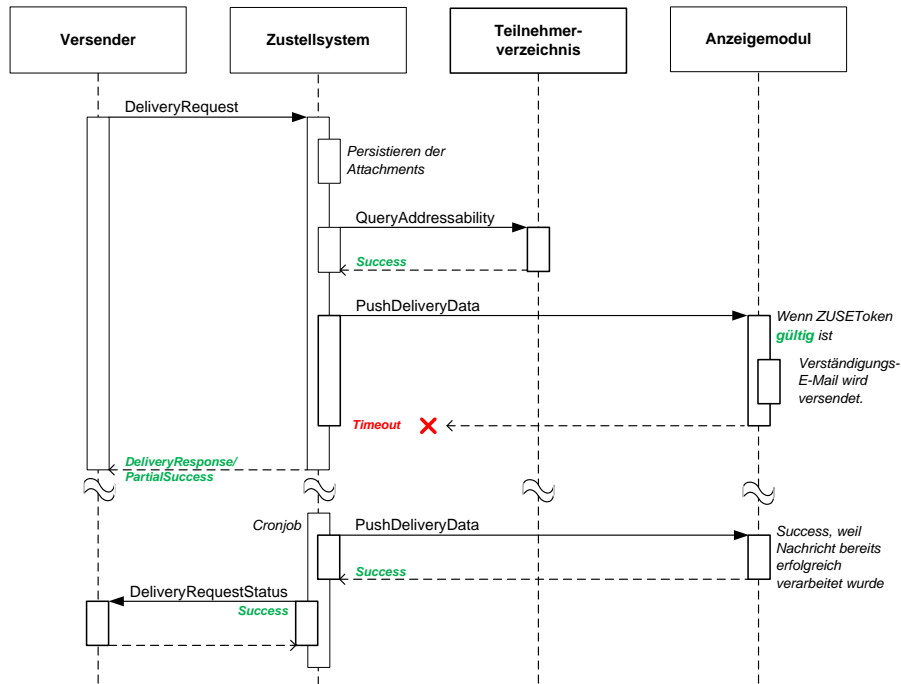 Versender
Zustellsystem
Teilnehmer-
verzeichnis
Anzeigemodul
DeliveryRequest
Persistieren der
Attachments
QueryAddressability
Success
PushDeliveryData
Wenn ZUSEToken
gültig ist
Verständigungs-
E-Mail wird
versendet.
Timeout
DeliveryResponse/
PartialSuccess
Cronjob
PushDeliveryData
Success, weil
Nachricht bereits
erfolgreich
verarbeitet wurde
Success
DeliveryRequestStatus
Success